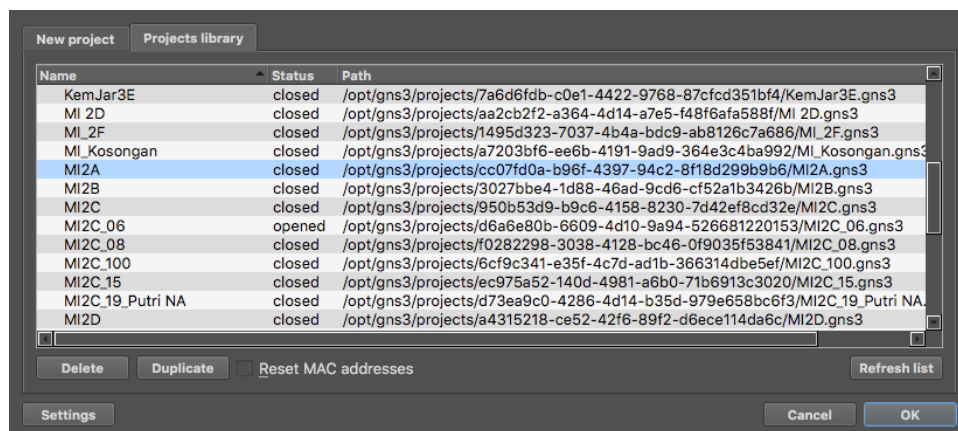 New project Projects library
Name Status Path
KemJar3E closed /opt/gns3/projects/7a6d6fdb-c0e1-4422-9768-87cfcd351bf4/KemJar3E.gns3
MI 2D closed /opt/gns3/projects/aa2cb2f2-a364-4d14-a7e5-f48f6afa588f/MI 2D.gns3
MI_2F closed /opt/gns3/projects/1495d323-7037-4b4a-bdc9-ab8126c7a686/MI_2F.gns3
MI_Kosongan closed /opt/gns3/projects/a7203bf6-ee6b-4191-9ad9-364e3c4ba992/MI_Kosongan.gns3
MI2A closed /opt/gns3/projects/cc07fd0a-b96f-4397-94c2-8f18d299b9b6/MI2A.gns3
MI2B closed /opt/gns3/projects/3027bbe4-1d88-46ad-9cd6-cf52a1b3426b/MI2B.gns3
MI2C closed /opt/gns3/projects/950b53d9-b9c6-4158-8230-7d42ef8cd32e/MI2C.gns3
MI2C_06 opened /opt/gns3/projects/d6a6e80b-6609-4d10-9a94-526681220153/MI2C_06.gns3
MI2C_08 closed /opt/gns3/projects/f0282298-3038-4128-bc46-0f9035f53841/MI2C_08.gns3
MI2C_100 closed /opt/gns3/projects/6cf9c341-e35f-4c7d-ad1b-366314dbe5ef/MI2C_100.gns3
MI2C_15 closed /opt/gns3/projects/ec975a52-140d-4981-a6b0-71b6913c3020/MI2C_15.gns3
MI2C_19_Putri NA closed /opt/gns3/projects/d73ea9c0-4286-4d14-b35d-979e658bc6f3/MI2C_19_Putri NA.
MI2D closed /opt/gns3/projects/a4315218-ce52-42f6-89f2-d6ece114da6c/MI2D.gns3
Delete Duplicate Reset MAC addresses Refresh list
Settings Cancel OK